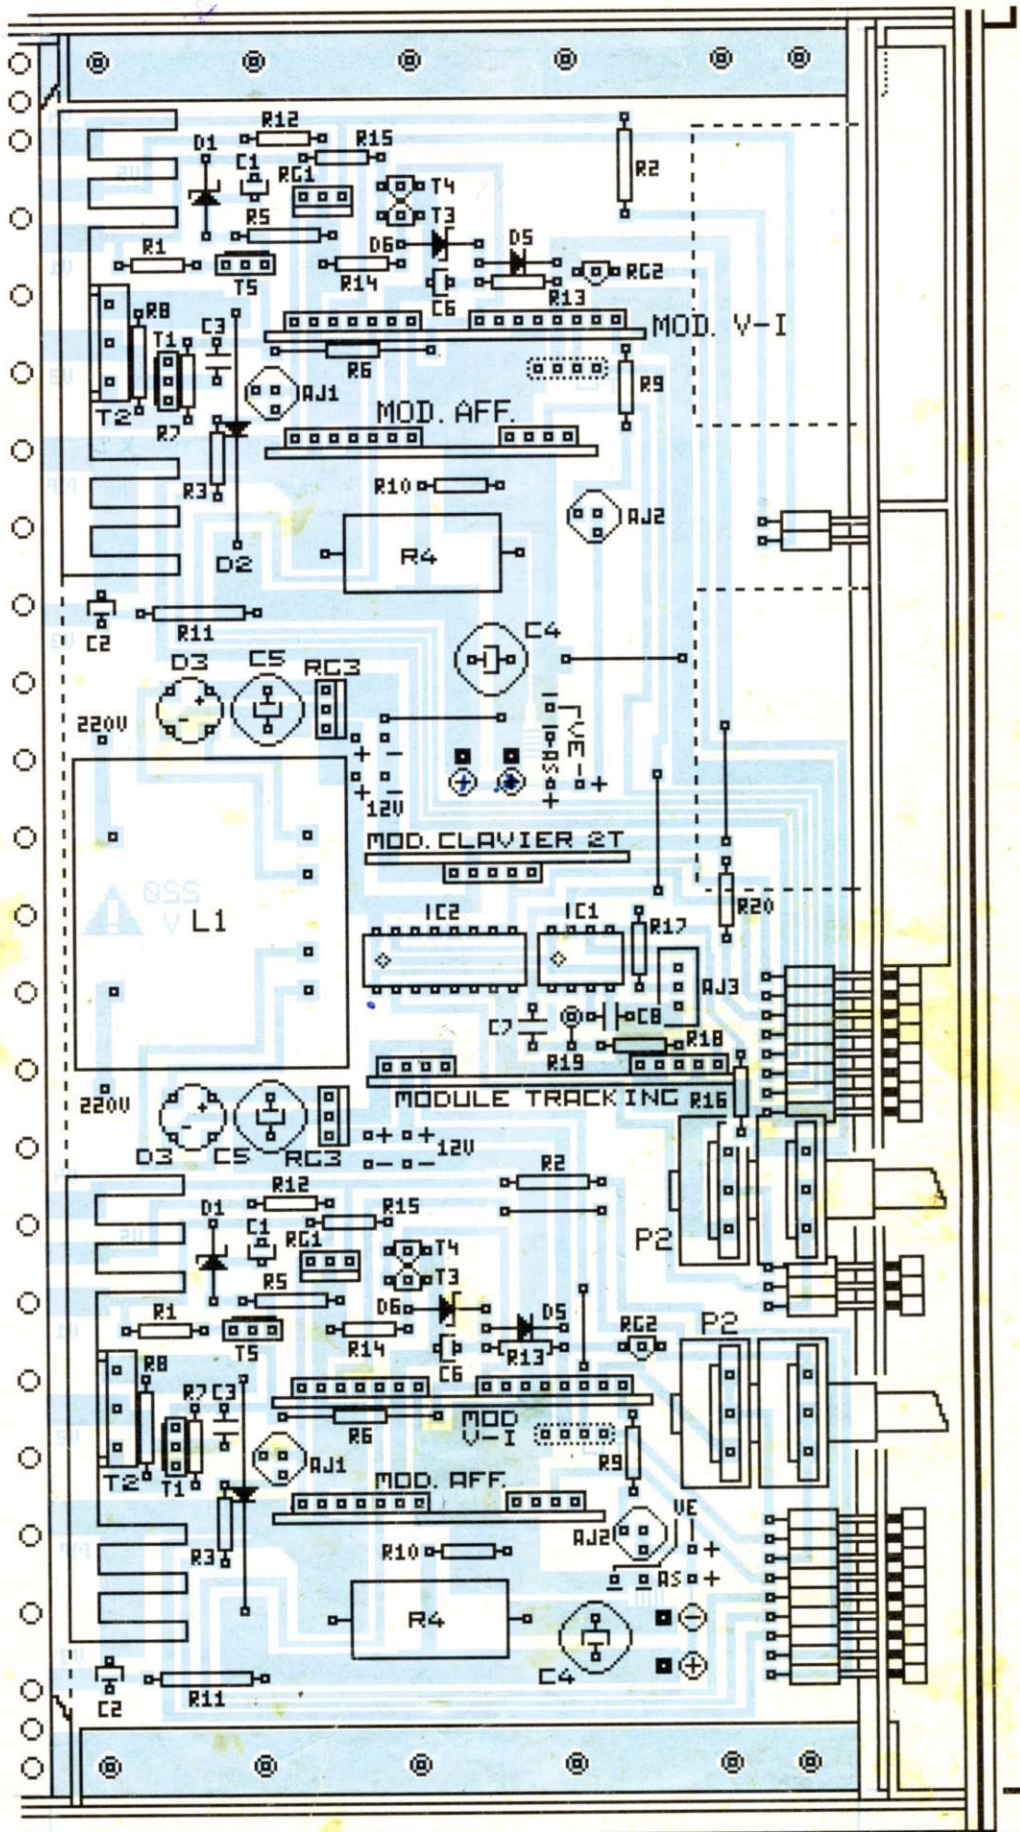 R12
D1
R15
C1
RG1
R2
T4
T3
R5
R1
D6
D5
T5
R14
C6
R13
RG2
R8
T1
C3
MOD. V-I
R6
R9
AJ1
T2
R7
MOD. AFF.
R3
R10
AJ2
R4
D2
C2
R11
C4
D3
C5
RG3
220V
VE
+
-
AS
-
+
+
-
12V
+
MOD. CLAVIER 2T
L1
IC2
IC1
R17
R20
AJ3
C7
C8
R18
R19
MODULE TRACKING
R16
220V
D3
C5
RG3
+
+
12V
-
-
R2
R12
D1
R15
C1
RG1
T4
T3
P2
R5
R1
D6
D5
T5
R14
C6
R13
RG2
P2
R8
R7
C3
MOD
V-I
R6
R9
AJ1
T2
T1
MOD. AFF.
VE
AJ2
+
R3
R10
AS
+
R4
-
+
C4
C2
R11